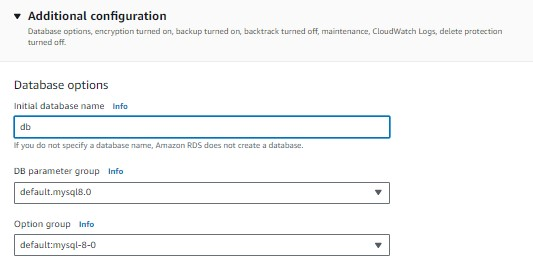 Additional configuration
Database options, encryption turned on, backup turned on, backtrack turned off, maintenance, CloudWatch Logs, delete protection
turned off.
Database options
Initial database name Info
db
If you do not specify a database name, Amazon RDS does not create a database.
DB parameter group Info
default.mysql8.0
Option group Info
default:mysql-8-0